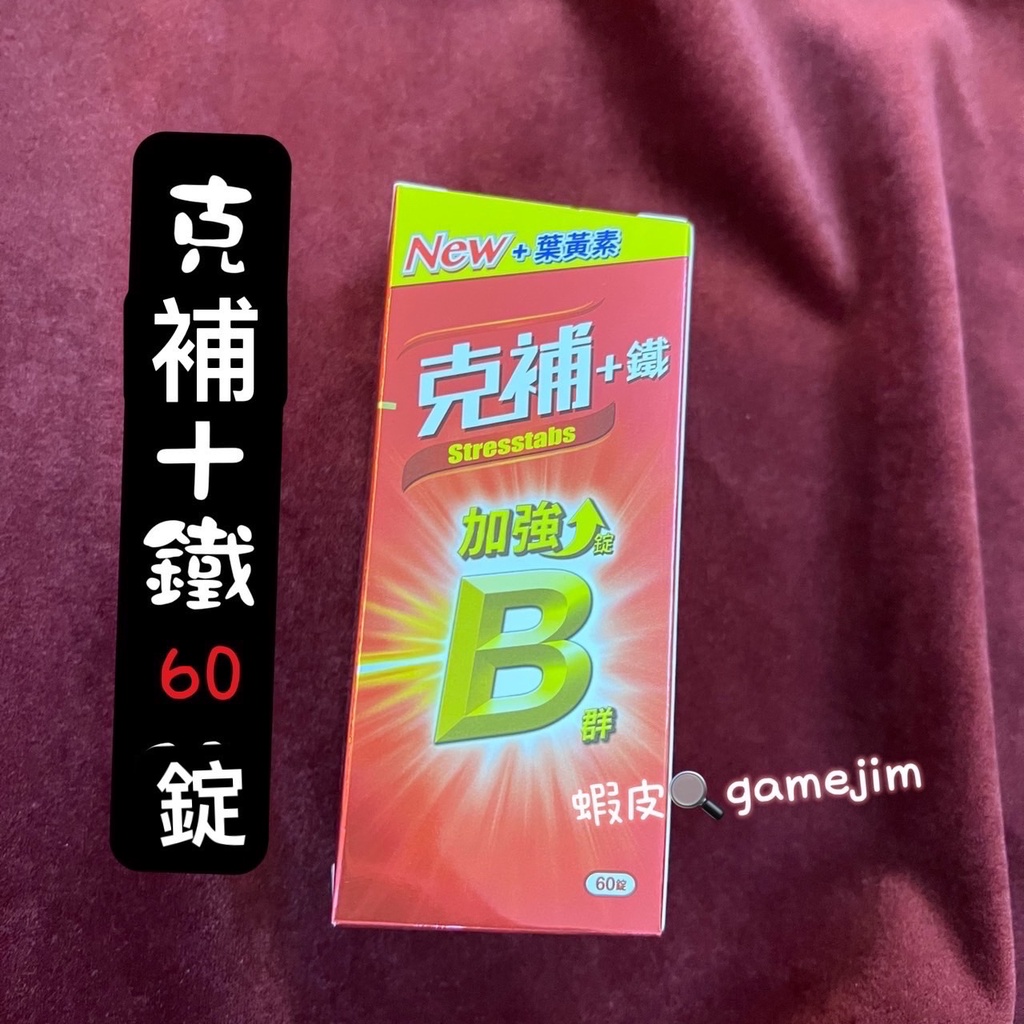 克
補
+
鐵
60
錠
New + 葉黃素
克補+鐵
Stresstabs
加強錠
B群
蝦皮 gamejim
60錠